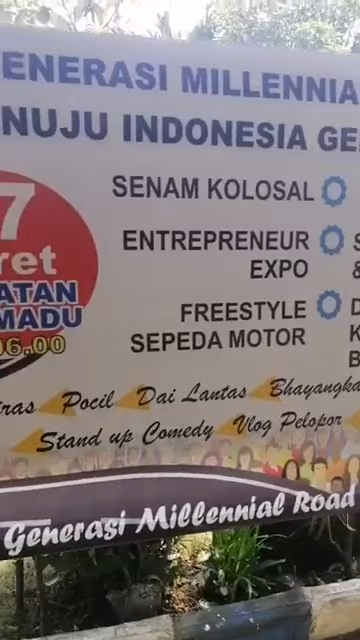 ENERASI MILLENNIA
NUJU INDONESIA GE
7
ret
ATAN
MADU
06.00
SENAM KOLOSAL
ENTREPRENEUR
EXPO
S
&
FREESTYLE
SEPEDA MOTOR
D
K
B
iras Pocil Dai Lantas Bhayangka
Stand up Comedy Vlog Pelopor
Generasi Millennial Road